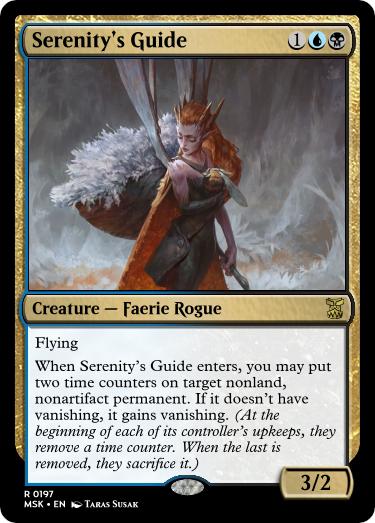 Serenity's Guide 1
Creature — Faerie Rogue
Flying
When Serenity's Guide enters, you may put
two time counters on target nonland,
nonartifact permanent. If it doesn't have
vanishing, it gains vanishing. (At the
beginning of each of its controller's upkeeps, they
remove a time counter. When the last is
removed, they sacrifice it.)
3/2
R 0197
MSK • EN Taras Susak